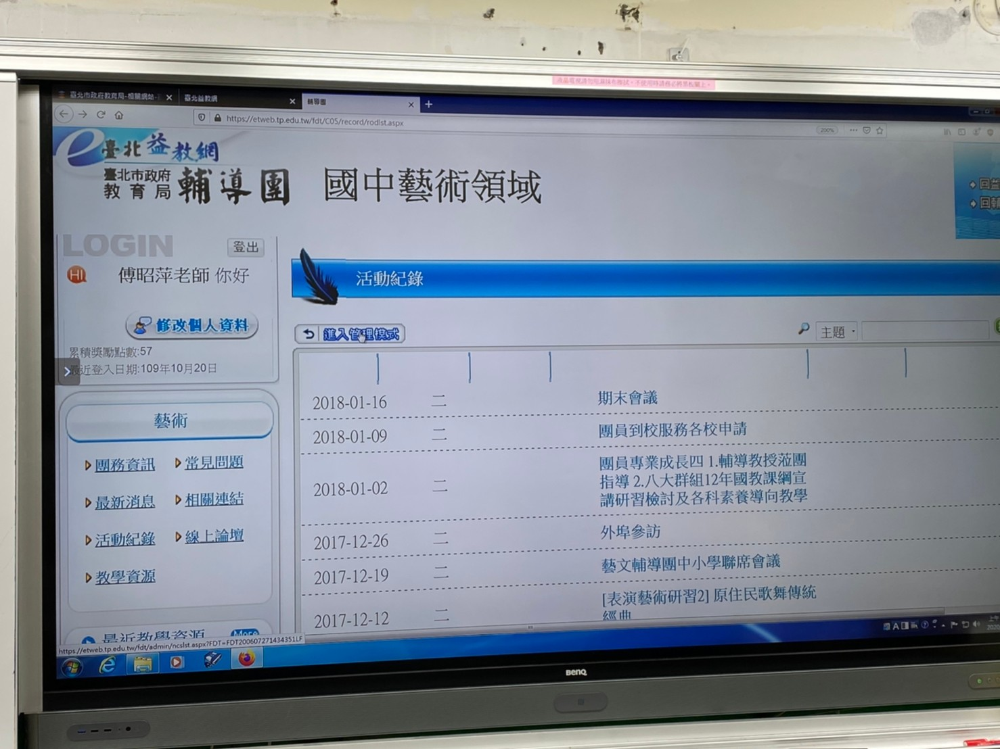 臺北市政府教育局-相關網站-
臺北益教網
輔導團
https://etweb.tp.edu.tw/fdt/C05/record/rodlst.aspx
200%
臺北益教網
臺北市政府
教育局
輔導團
國中藝術領域
LOGIN
登出
HI
傅昭萍老師 你好
修改個人資料
累積獎勵點數:57
最近登入日期:109年10月20日
活動紀錄
進入管理模式
主題
藝術
團務資訊
常見問題
最新消息
相關連結
活動紀錄
線上論壇
教學資源
最近教學資源
More
2018-01-16 二 期末會議
2018-01-09 二 團員到校服務各校申請
2018-01-02 二 團員專業成長四 1.輔導教授蒞團
指導 2.八大群組12年國教課綱宣
講研習檢討及各科素養導向教學
2017-12-26 二 外埠參訪
2017-12-19 二 藝文輔導團中小學聯席會議
2017-12-12 二 [表演藝術研習2] 原住民歌舞傳統
經典
https://etweb.tp.edu.tw/fdt/admin/ncslst.aspx?FDT=FDT200607271434351LF
BenQ